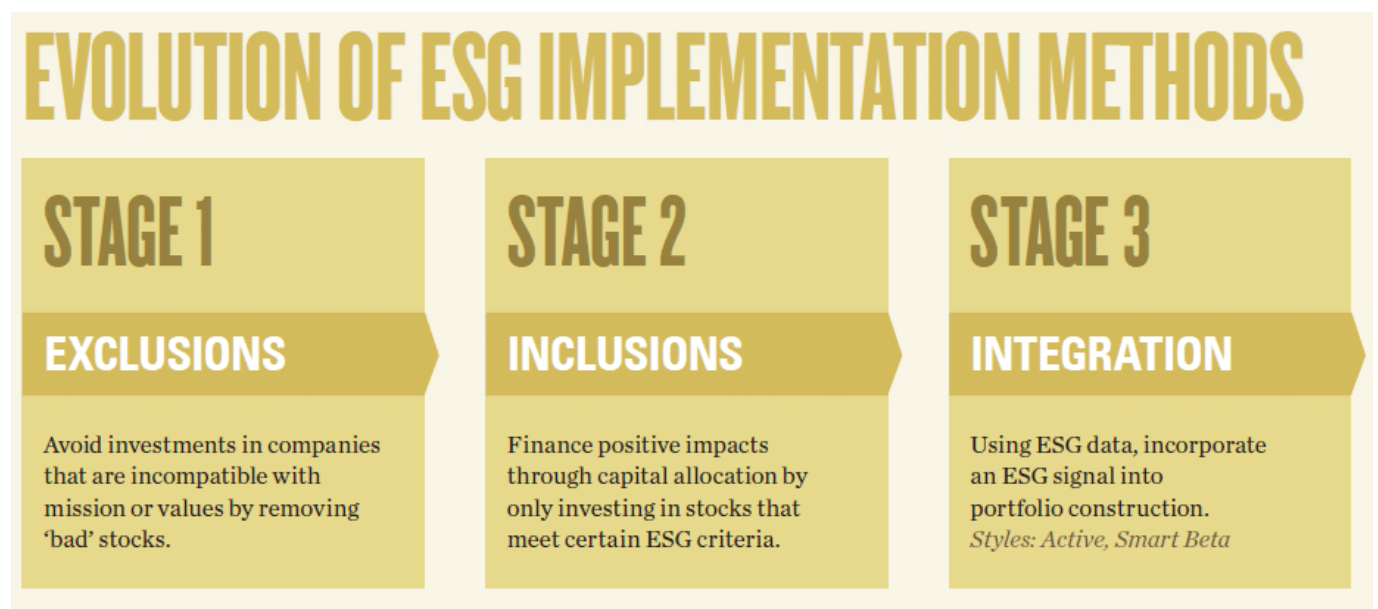 EVOLUTION OF ESG IMPLEMENTATION METHODS
STAGE 1
EXCLUSIONS
Avoid investments in companies
that are incompatible with
mission or values by removing
‘bad’ stocks.
STAGE 2
INCLUSIONS
Finance positive impacts
through capital allocation by
only investing in stocks that
meet certain ESG criteria.
STAGE 3
INTEGRATION
Using ESG data, incorporate
an ESG signal into
portfolio construction.
Styles: Active, Smart Beta